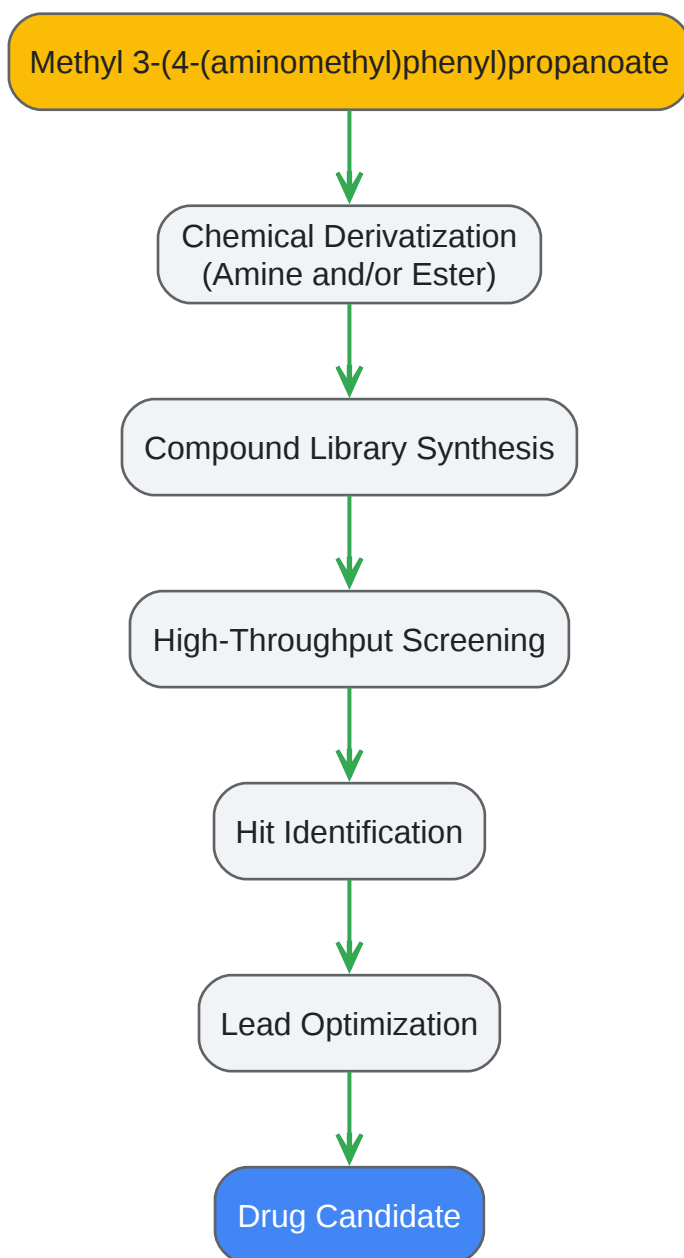 Methyl 3-(4-(aminomethyl)phenyl)propanoate
Chemical Derivatization
(Amine and/or Ester)
Compound Library Synthesis
High-Throughput Screening
Hit Identification
Lead Optimization
Drug Candidate